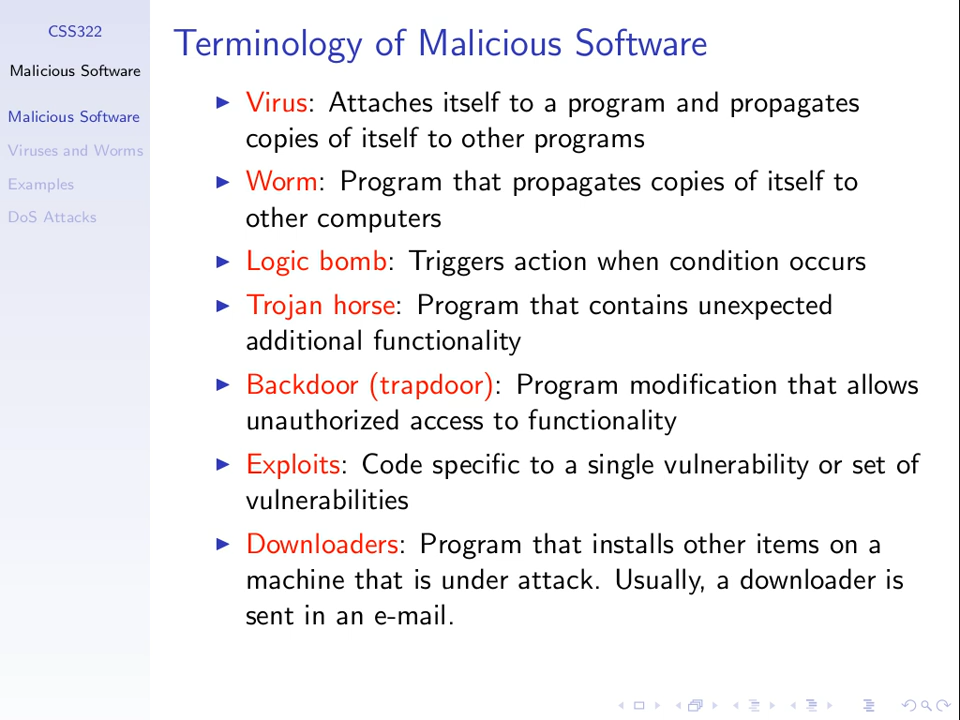 CSS322
Malicious Software
Malicious Software
Viruses and Worms
Examples
DoS Attacks
Terminology of Malicious Software
Virus: Attaches itself to a program and propagates
copies of itself to other programs
Worm: Program that propagates copies of itself to
other computers
Logic bomb: Triggers action when condition occurs
Trojan horse: Program that contains unexpected
additional functionality
Backdoor (trapdoor): Program modification that allows
unauthorized access to functionality
Exploits: Code specific to a single vulnerability or set of
vulnerabilities
Downloaders: Program that installs other items on a
machine that is under attack. Usually, a downloader is
sent in an e-mail.